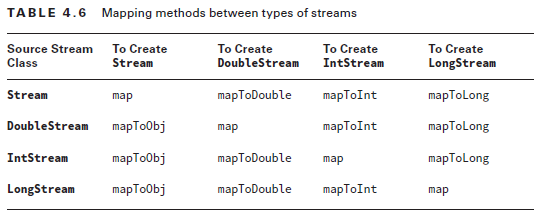 TABLE 4.6 Mapping methods between types of streams
Source Stream Class To Create Stream To Create DoubleStream To Create IntStream To Create LongStream
Stream map mapToDouble mapToInt mapToLong
DoubleStream mapToObj map mapToInt mapToLong
IntStream mapToObj mapToDouble map mapToLong
LongStream mapToObj mapToDouble mapToInt map